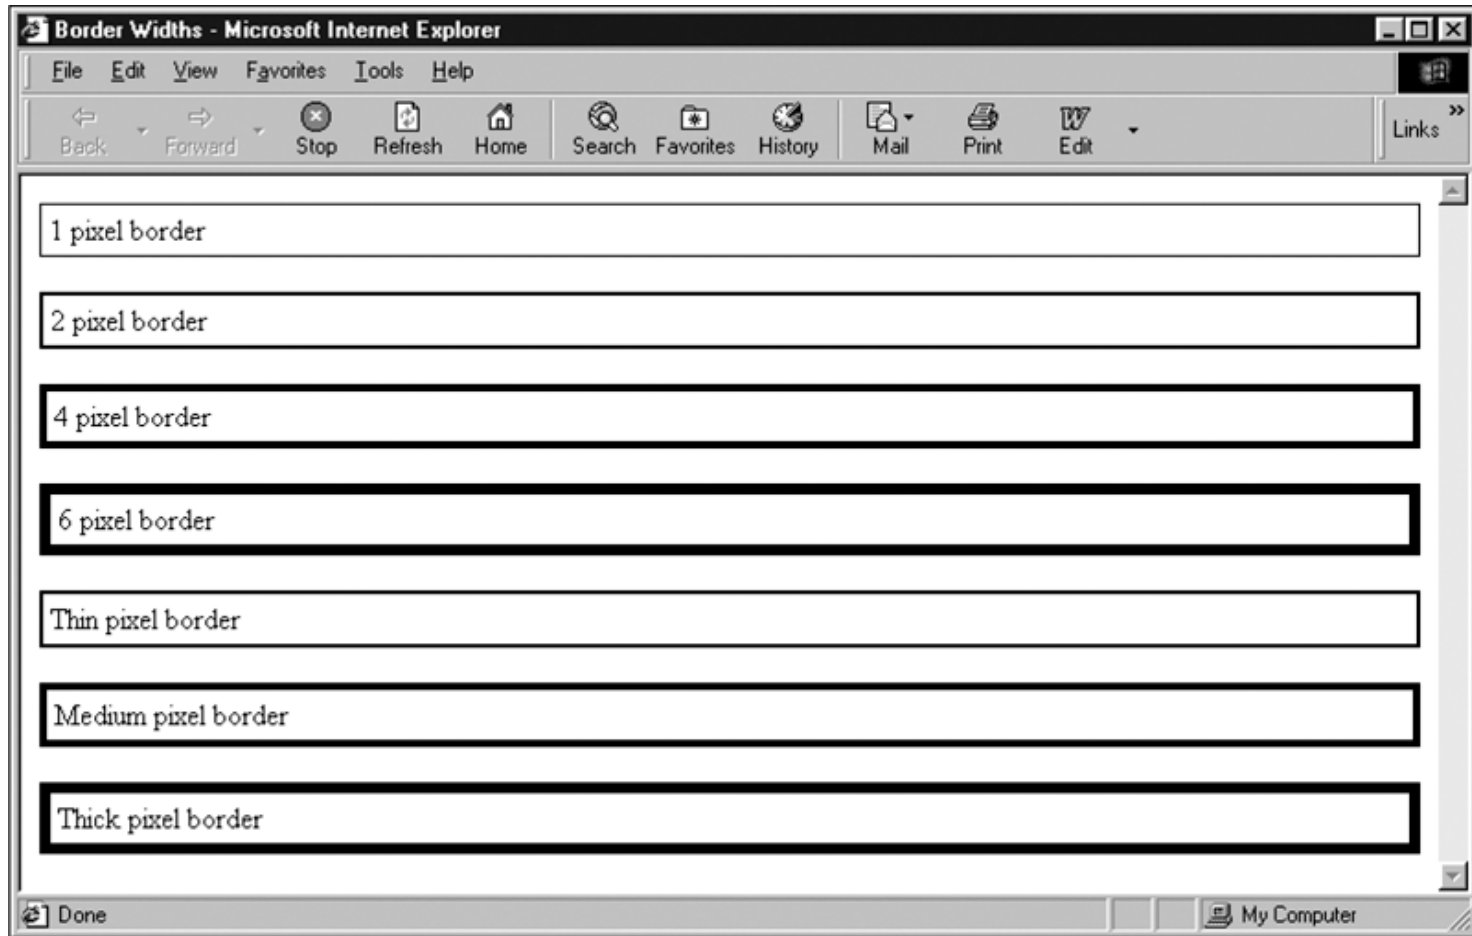 Border Widths - Microsoft Internet Explorer
File Edit View Favorites Tools Help
Back Forward Stop Refresh Home Search Favorites History Mail Print Edit Links »
1 pixel border
2 pixel border
4 pixel border
6 pixel border
Thin pixel border
Medium pixel border
Thick pixel border
Done My Computer